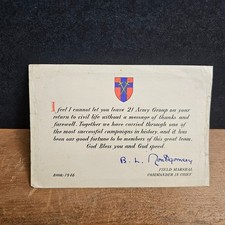 I feel I cannot let you leave 21 Army Group on your
return to civil life without a message of thanks and
farewell. Together we have carried through one of
the most successful campaigns in history, and it has
been our good fortune to be members of this great team.
God Bless you and God speed.
B. L. Montgomery
FIELD MARSHAL
COMMANDER IN CHIEF